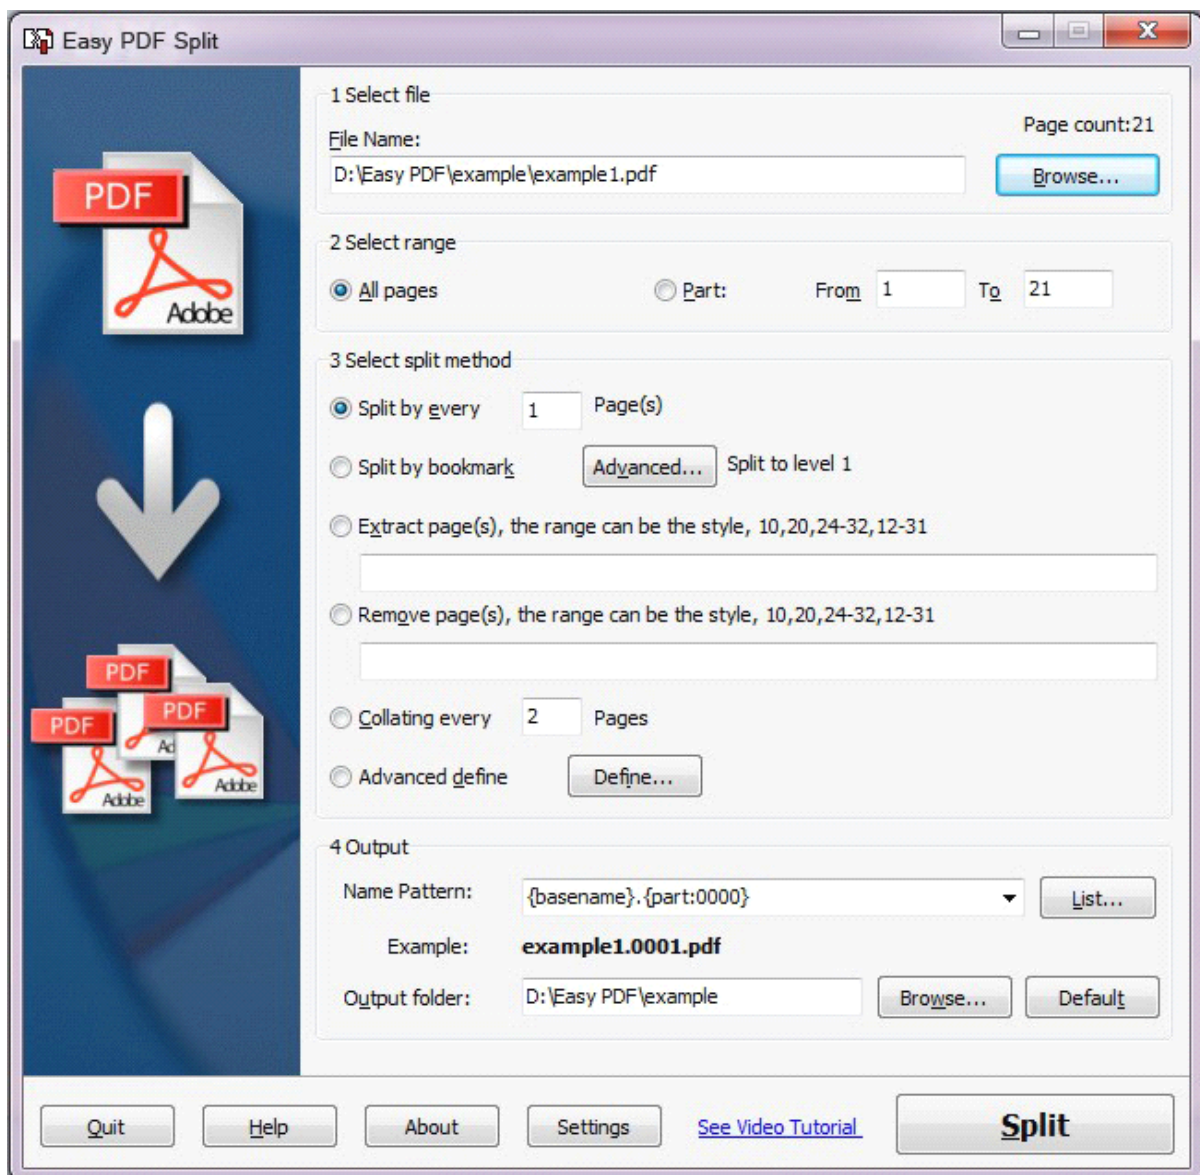 Easy PDF Split
1 Select file
Page count:21
File Name:
D:\Easy PDF\example\example1.pdf Browse...
2 Select range
All pages Part: From 1 To 21
3 Select split method
Split by every 1 Page(s)
Split by bookmark Advanced... Split to level 1
Extract page(s), the range can be the style, 10,20,24-32,12-31
Remove page(s), the range can be the style, 10,20,24-32,12-31
Collating every 2 Pages
Advanced define Define...
4 Output
Name Pattern: {basename}.{part:0000} List...
Example: example1.0001.pdf
Output folder: D:\Easy PDF\example Browse... Default
Quit Help About Settings See Video Tutorial Split
PDF
Adobe
PDF
PDF
PDF
Ad
Adobe
Adobe